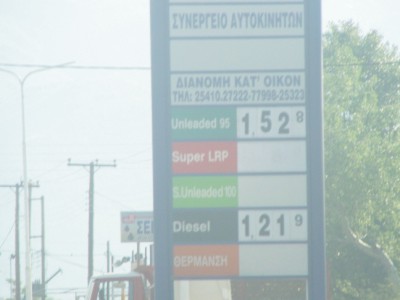 ΣΥΝΕΡΓΕΙΟ ΑΥΤΟΚΙΝΗΤΩΝ
ΔΙΑΝΟΜΗ ΚΑΤ' ΟΙΚΟΝ
ΤΗΛ: 25410.27222-77998-25323
Unleaded 95 1,52 8
Super LRP
S.Unleaded 100
Diesel 1,21 9
ΘΕΡΜΑΝΣΗ